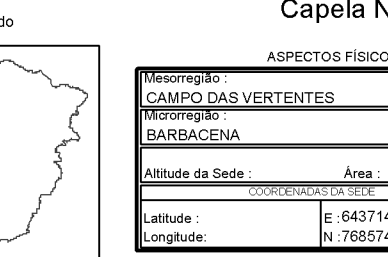 Capela N
do
ASPECTOS FÍSICO
Mesorregião :
CAMPO DAS VERTENTES
Microrregião :
BARBACENA
Altitude da Sede : Área :
COORDENADAS DA SEDE
Latitude : E :643714
Longitude: N :768574